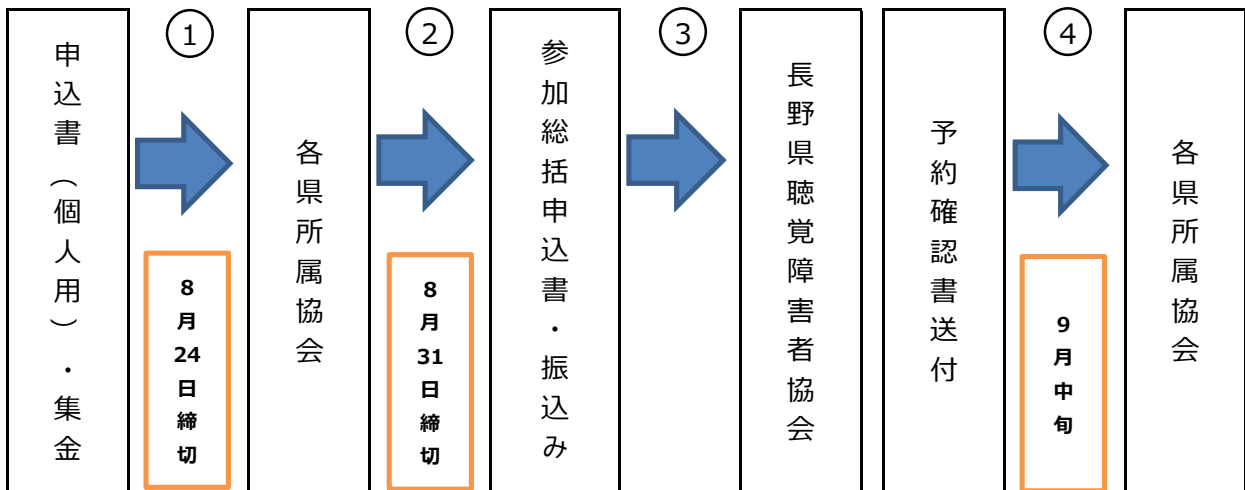 申込書（個人用）・集金
①
8月24日締切
各県所属協会
②
8月31日締切
参加総括申込書・振込み
③
長野県聴覚障害者協会
予約確認書送付
④
9月中旬
各県所属協会